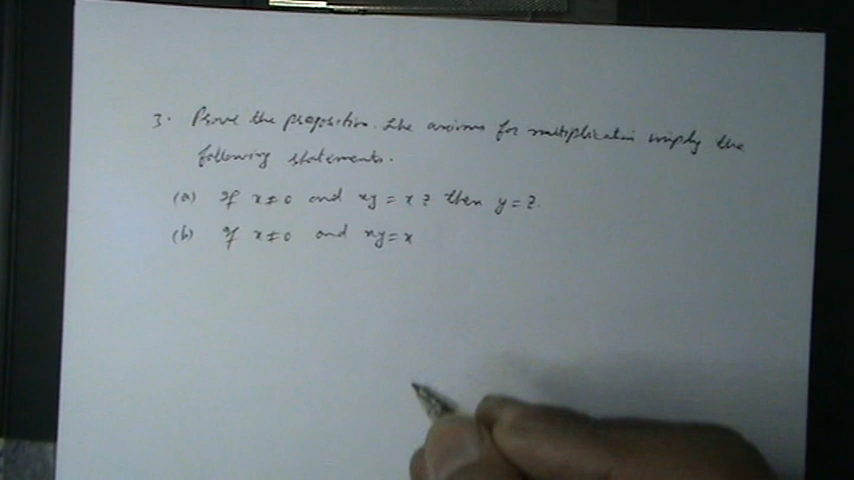 3. Prove the proposition. The axioms for multiplication imply the
following statements.
(a) If x≠0 and xy = xz then y = z.
(b) If x≠0 and xy = x